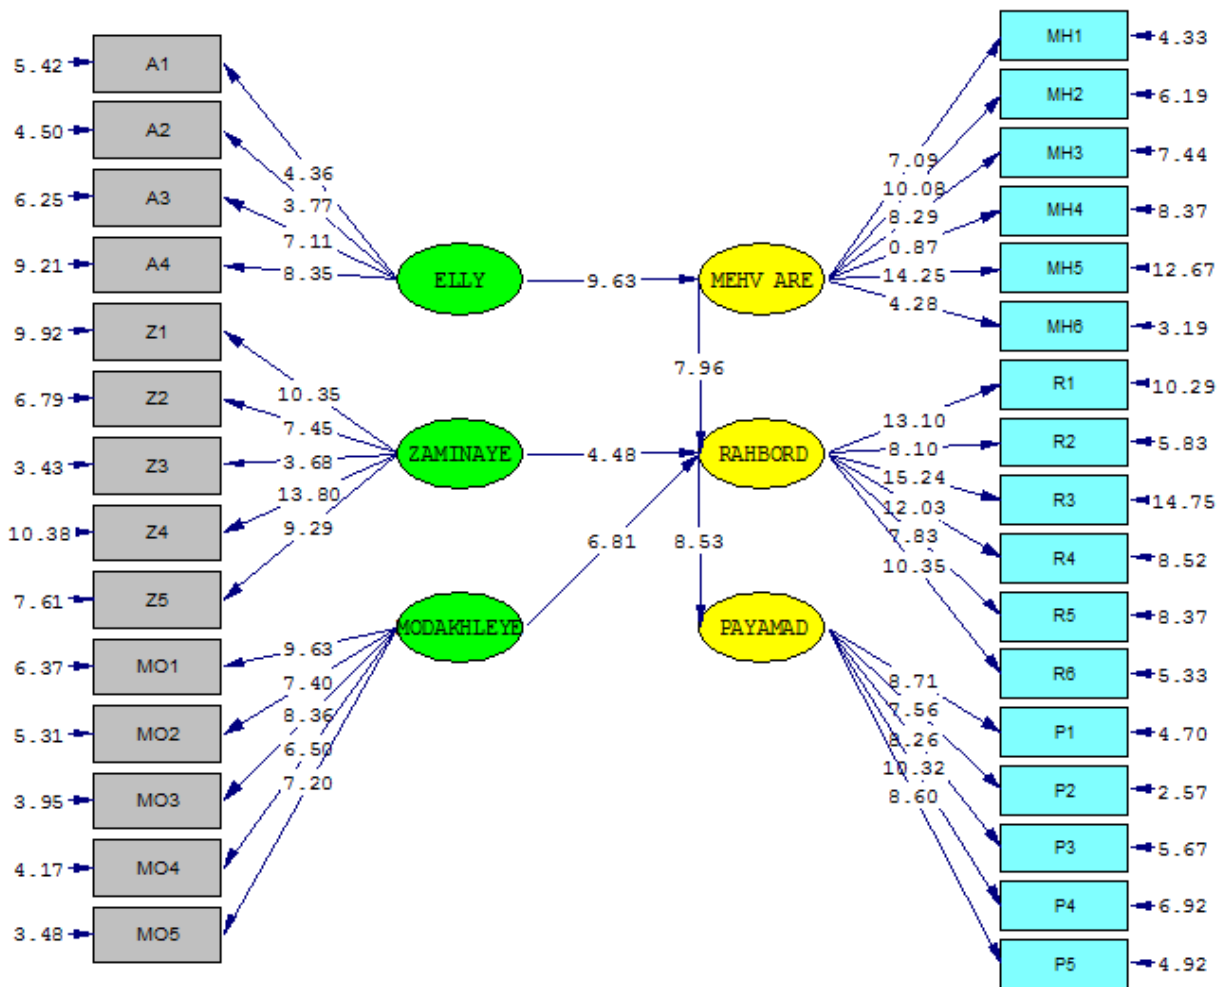 5.42 A1
4.50 A2
6.25 A3
9.21 A4
9.92 Z1
6.79 Z2
3.43 Z3
10.38 Z4
7.61 Z5
6.37 MO1
5.31 MO2
3.95 MO3
4.17 MO4
3.48 MO5
4.36
3.77
7.11
8.35
10.35
7.45
3.68
13.80
9.29
9.63
7.40
8.36
6.50
7.20
ELLY
ZAMINAYE
MODAKHLEYE
9.63
7.96
4.48
6.81
8.53
MEHV ARE
RAHBORD
PAYAMAD
7.09
10.08
8.29
0.87
14.25
4.28
13.10
8.10
15.24
12.03
7.83
10.35
8.71
7.56
10.32
8.60
MH1 4.33
MH2 6.19
MH3 7.44
MH4 8.37
MH5 12.67
MH6 3.19
R1 10.29
R2 5.83
R3 14.75
R4 8.52
R5 8.37
R6 5.33
P1 4.70
P2 2.57
P3 5.67
P4 6.92
P5 4.92